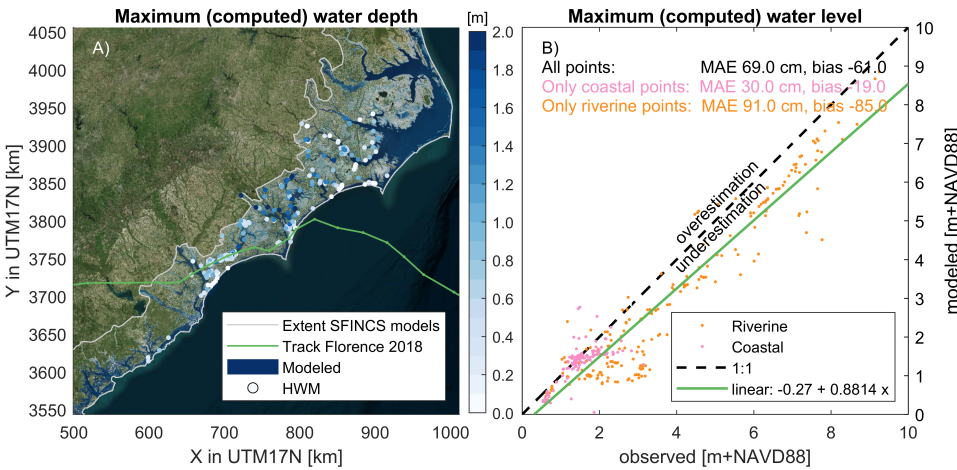 Maximum (computed) water depth
A)
4050
4000
3950
3900
3850
3800
3750
3700
3650
3600
3550
Y in UTM17N [km]
500
600
700
800
900
1000
X in UTM17N [km]
Extent SFINCS models
Track Florence 2018
Modeled
HWM
[m]
2.0
1.8
1.6
1.4
1.2
1.0
0.8
0.6
0.4
0.2
0.0
Maximum (computed) water level
B)
All points: MAE 69.0 cm, bias -61.0
Only coastal points: MAE 30.0 cm, bias -19.0
Only riverine points: MAE 91.0 cm, bias -85.0
overestimation
underestimation
Riverine
Coastal
1:1
linear: -0.27 + 0.8814 x
10
9
8
7
6
5
4
3
2
1
0
modeled [m+NAVD88]
0
2
4
6
8
10
observed [m+NAVD88]